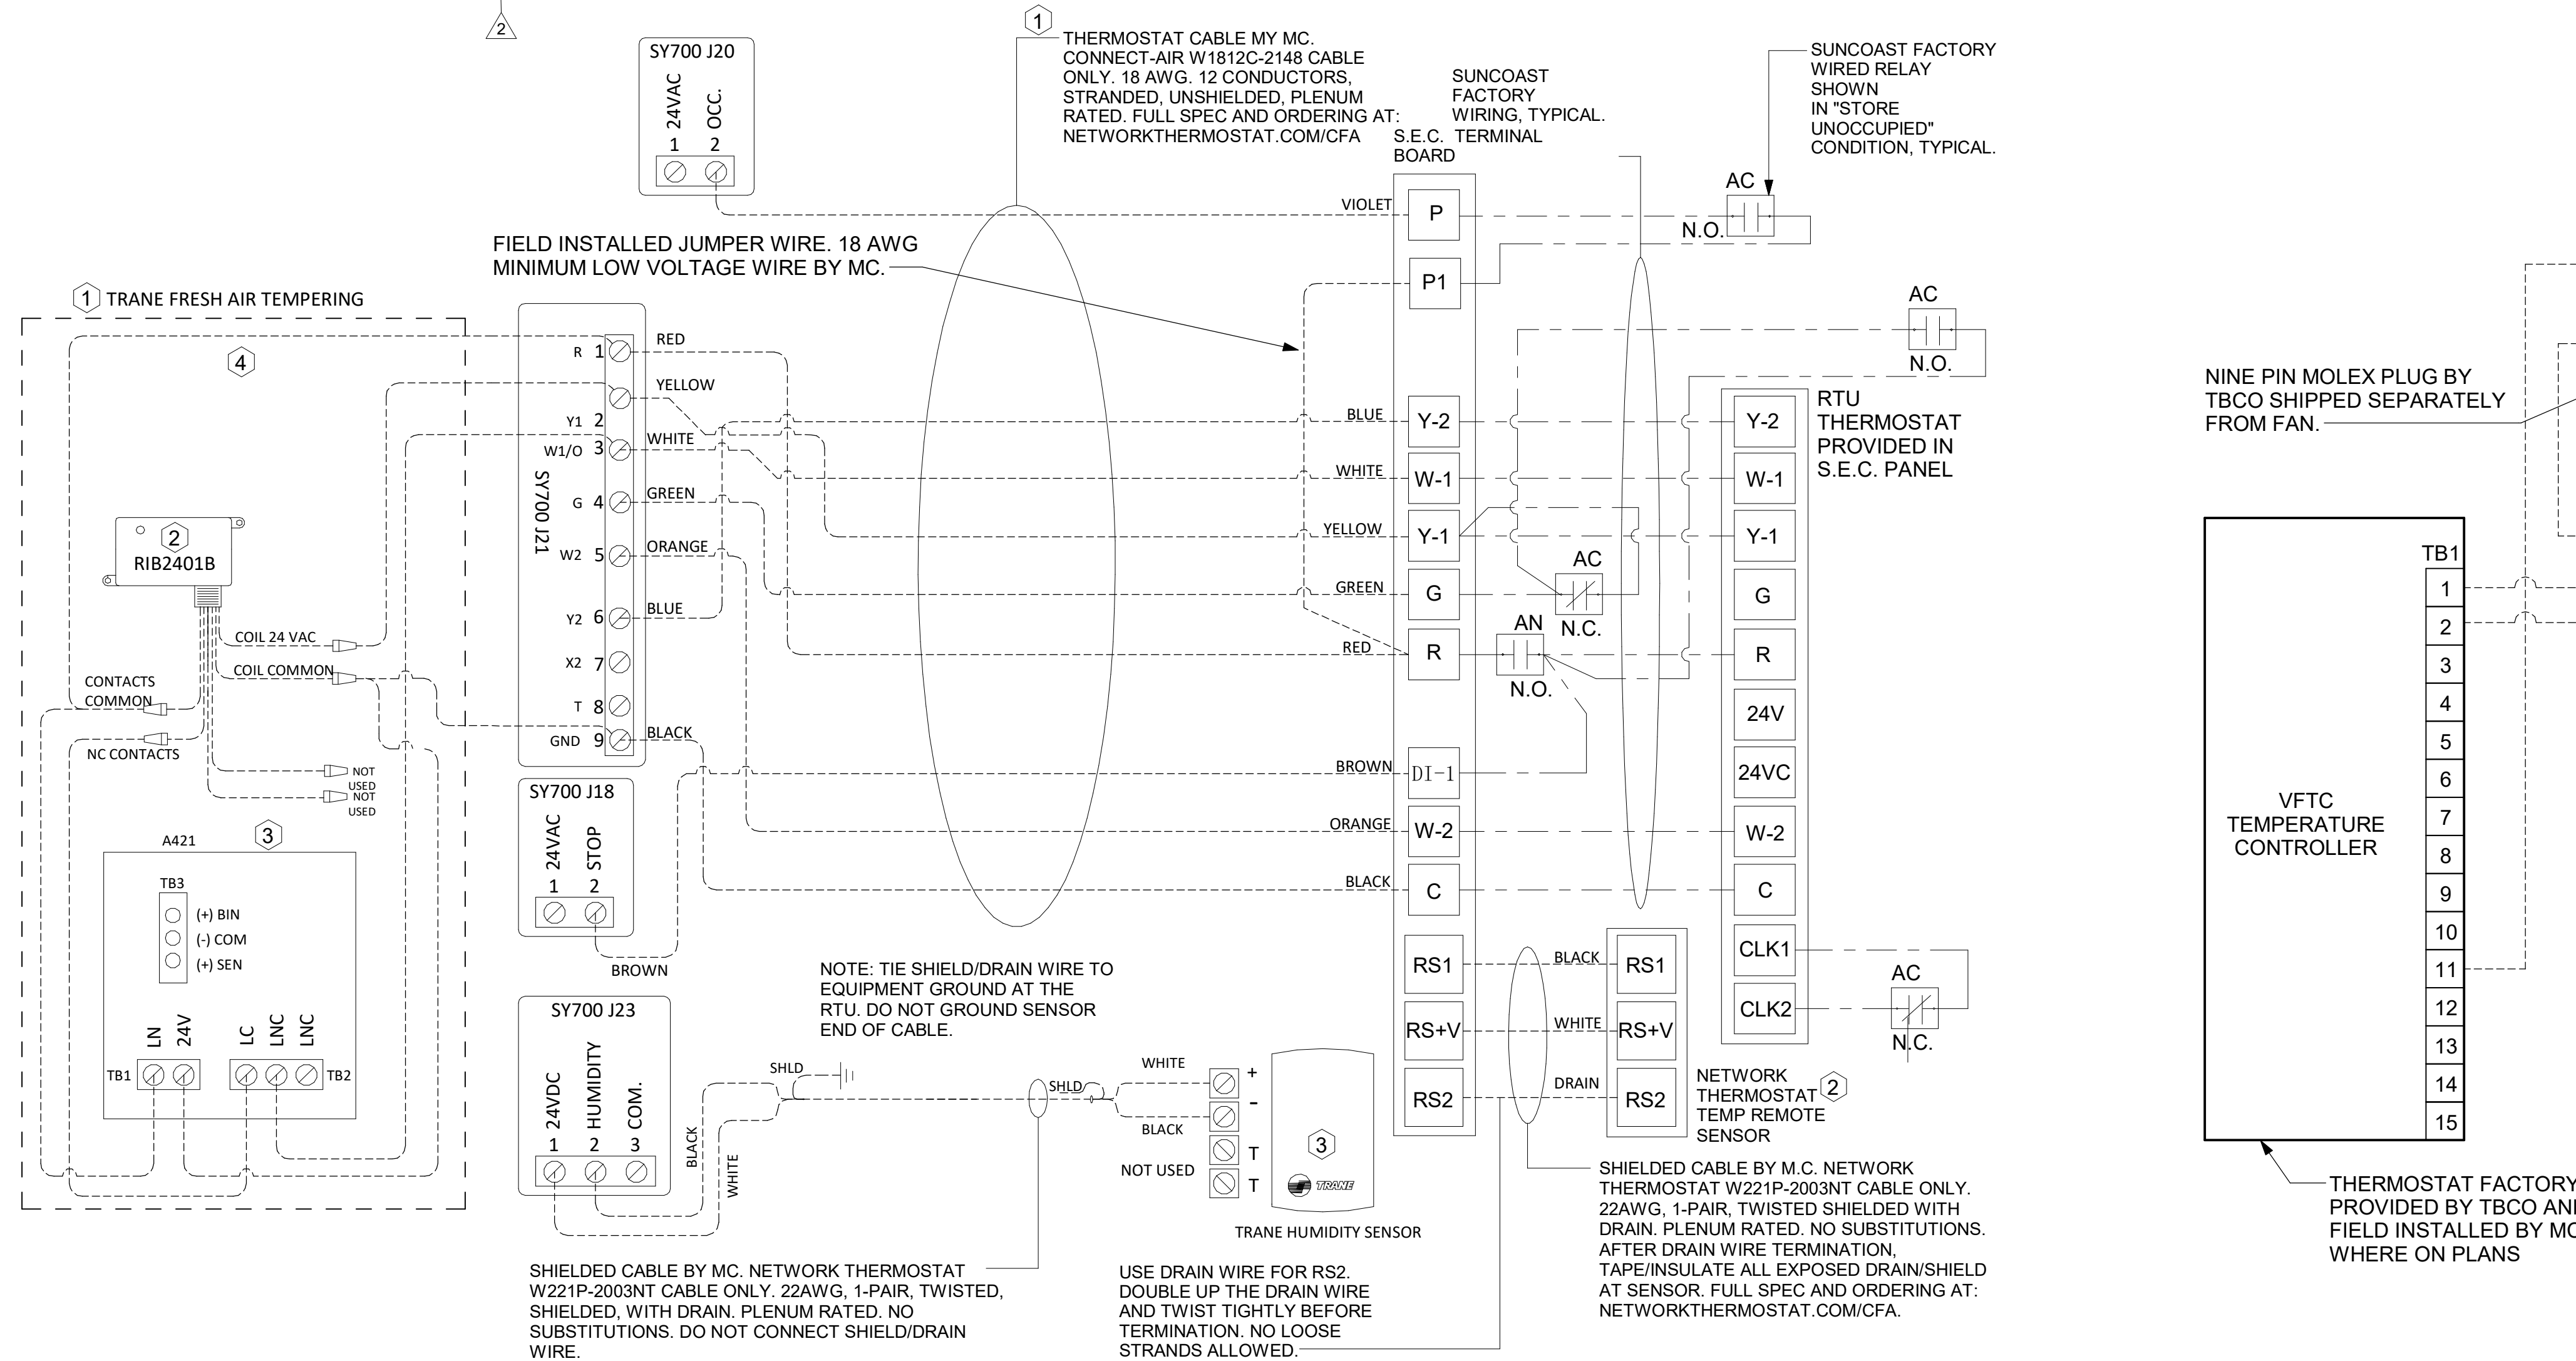 2
SY700 J20
24VAC
OCC.
1 2
1
THERMOSTAT CABLE MY MC.
CONNECT-AIR W1812C-2148 CABLE
ONLY. 18 AWG. 12 CONDUCTORS,
STRANDED, UNSHIELDED, PLENUM
RATED. FULL SPEC AND ORDERING AT:
NETWORKTHERMOSTAT.COM/CFA
SUNCOAST
FACTORY
WIRING, TYPICAL.
S.E.C. TERMINAL
BOARD
SUNCOAST FACTORY
WIRED RELAY
SHOWN
IN "STORE
UNOCCUPIED"
CONDITION, TYPICAL.
FIELD INSTALLED JUMPER WIRE. 18 AWG
MINIMUM LOW VOLTAGE WIRE BY MC.
VIOLET
P
AC
N.O.
P1
AC
N.O.
1 TRANE FRESH AIR TEMPERING
4
2
RIB2401B
COIL 24 VAC
COIL COMMON
CONTACTS
COMMON
NC CONTACTS
NOT
USED
NOT
USED
3
A421
TB3
(+) BIN
(-) COM
(+) SEN
LN
24V
LC
LNC
LNC
TB1
TB2
SY700 J21
R 1
RED
YELLOW
Y1 2
W1/O 3
WHITE
G 4
GREEN
W2 5
ORANGE
Y2 6
BLUE
X2 7
T 8
GND 9
BLACK
SY700 J18
24VAC
STOP
1 2
BROWN
SY700 J23
24VDC
HUMIDITY
COM.
1 2 3
BLACK
WHITE
BLUE
Y-2
WHITE
W-1
YELLOW
Y-1
GREEN
G
RED
R
BROWN
DI-1
ORANGE
W-2
BLACK
C
RS1
RS+V
RS2
AC
N.C.
AN
N.O.
RTU
THERMOSTAT
PROVIDED IN
S.E.C. PANEL
Y-2
W-1
Y-1
G
R
24V
24VC
W-2
C
CLK1
CLK2
AC
N.C.
BLACK
RS1
WHITE
RS+V
DRAIN
RS2
NETWORK
THERMOSTAT 2
TEMP REMOTE
SENSOR
NOTE: TIE SHIELD/DRAIN WIRE TO
EQUIPMENT GROUND AT THE
RTU. DO NOT GROUND SENSOR
END OF CABLE.
SHLD
SHLD
WHITE
BLACK
NOT USED
+
-
T
T
3
TRANE
TRANE HUMIDITY SENSOR
SHIELDED CABLE BY MC. NETWORK THERMOSTAT
W221P-2003NT CABLE ONLY. 22AWG, 1-PAIR, TWISTED,
SHIELDED, WITH DRAIN. PLENUM RATED. NO
SUBSTITUTIONS. DO NOT CONNECT SHIELD/DRAIN
WIRE.
USE DRAIN WIRE FOR RS2.
DOUBLE UP THE DRAIN WIRE
AND TWIST TIGHTLY BEFORE
TERMINATION. NO LOOSE
STRANDS ALLOWED.
SHIELDED CABLE BY M.C. NETWORK
THERMOSTAT W221P-2003NT CABLE ONLY.
22AWG, 1-PAIR, TWISTED SHIELDED WITH
DRAIN. PLENUM RATED. NO SUBSTITUTIONS.
AFTER DRAIN WIRE TERMINATION,
TAPE/INSULATE ALL EXPOSED DRAIN/SHIELD
AT SENSOR. FULL SPEC AND ORDERING AT:
NETWORKTHERMOSTAT.COM/CFA.
NINE PIN MOLEX PLUG BY
TBCO SHIPPED SEPARATELY
FROM FAN.
TB1
VFTC
TEMPERATURE
CONTROLLER
1
2
3
4
5
6
7
8
9
10
11
12
13
14
15
THERMOSTAT FACTORY
PROVIDED BY TBCO AN
FIELD INSTALLED BY M
WHERE ON PLANS